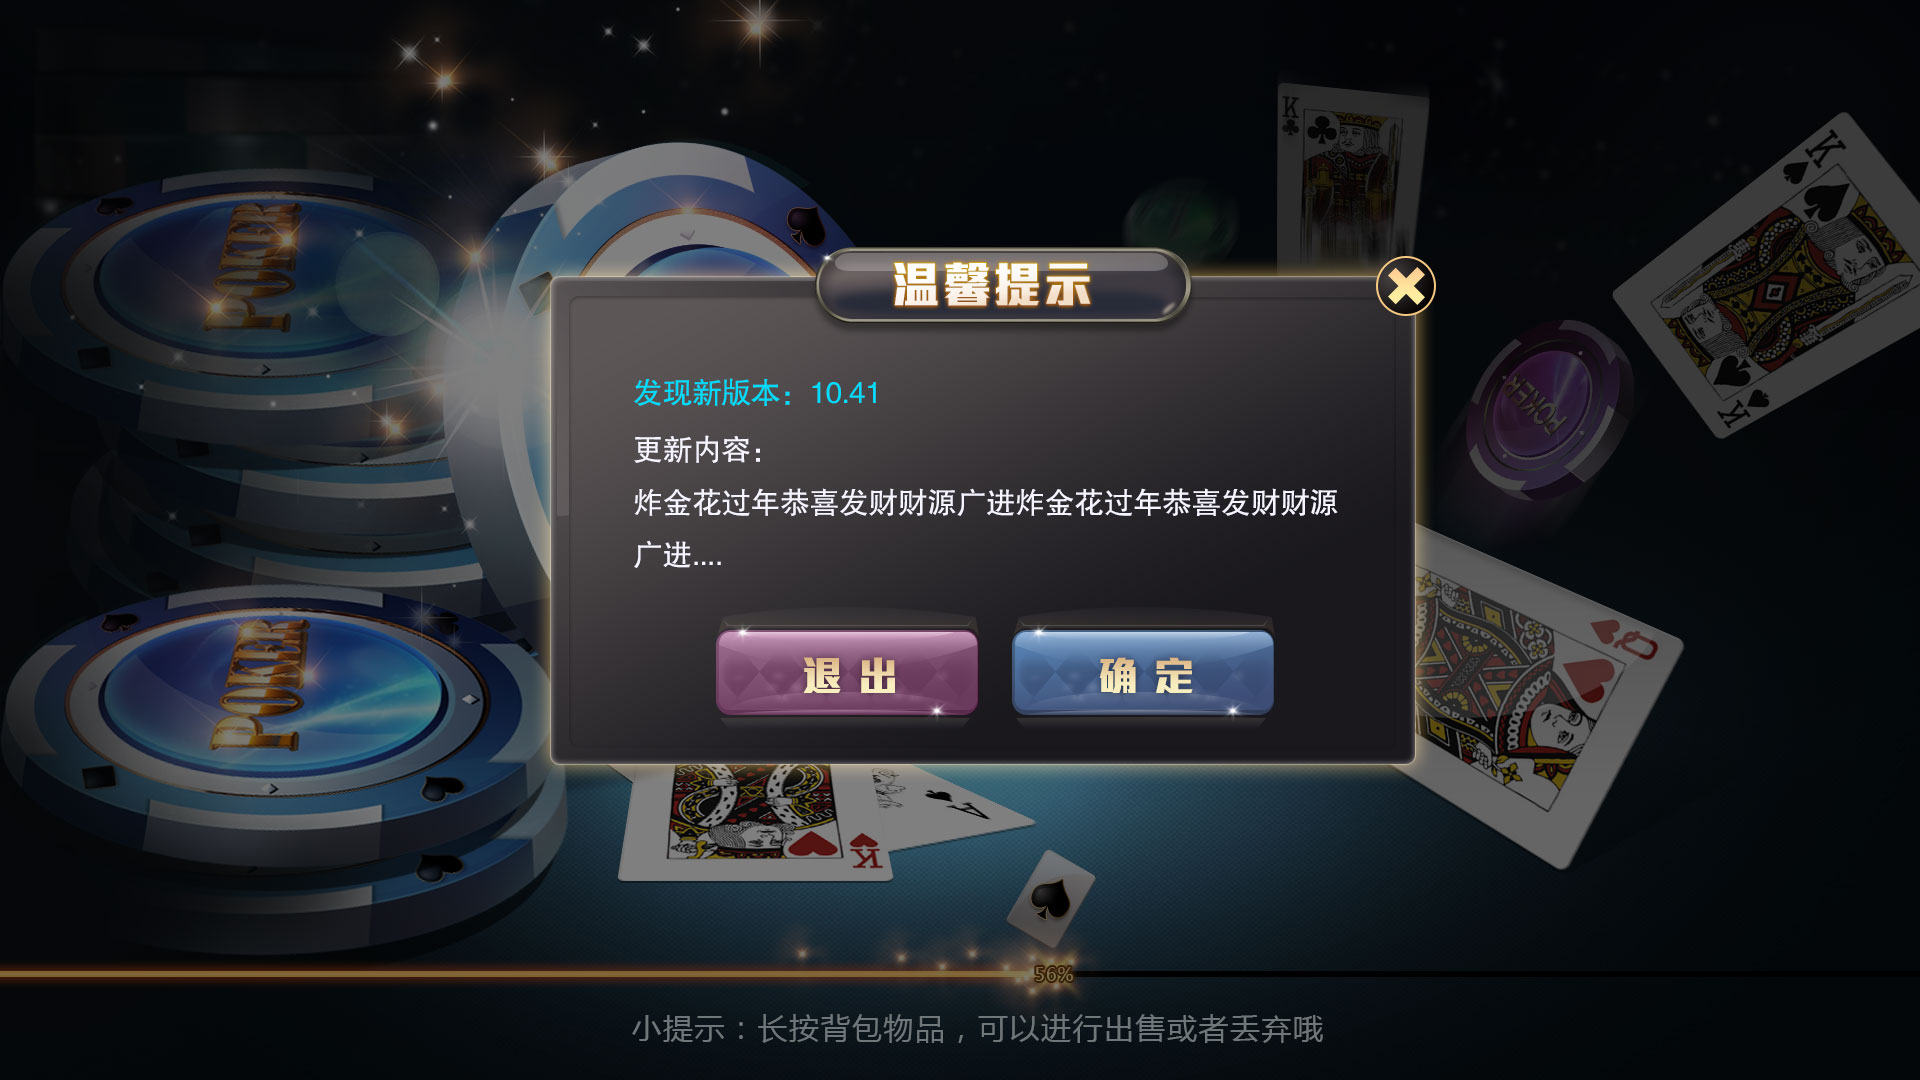 POKER
K
K
K
POKER
温馨提示
发现新版本：10.41
更新内容：
炸金花过年恭喜发财财源广进炸金花过年恭喜发财财源
广进....
退出
确定
Q
POKER
A
K
56%
小提示：长按背包物品，可以进行出售或者丢弃哦